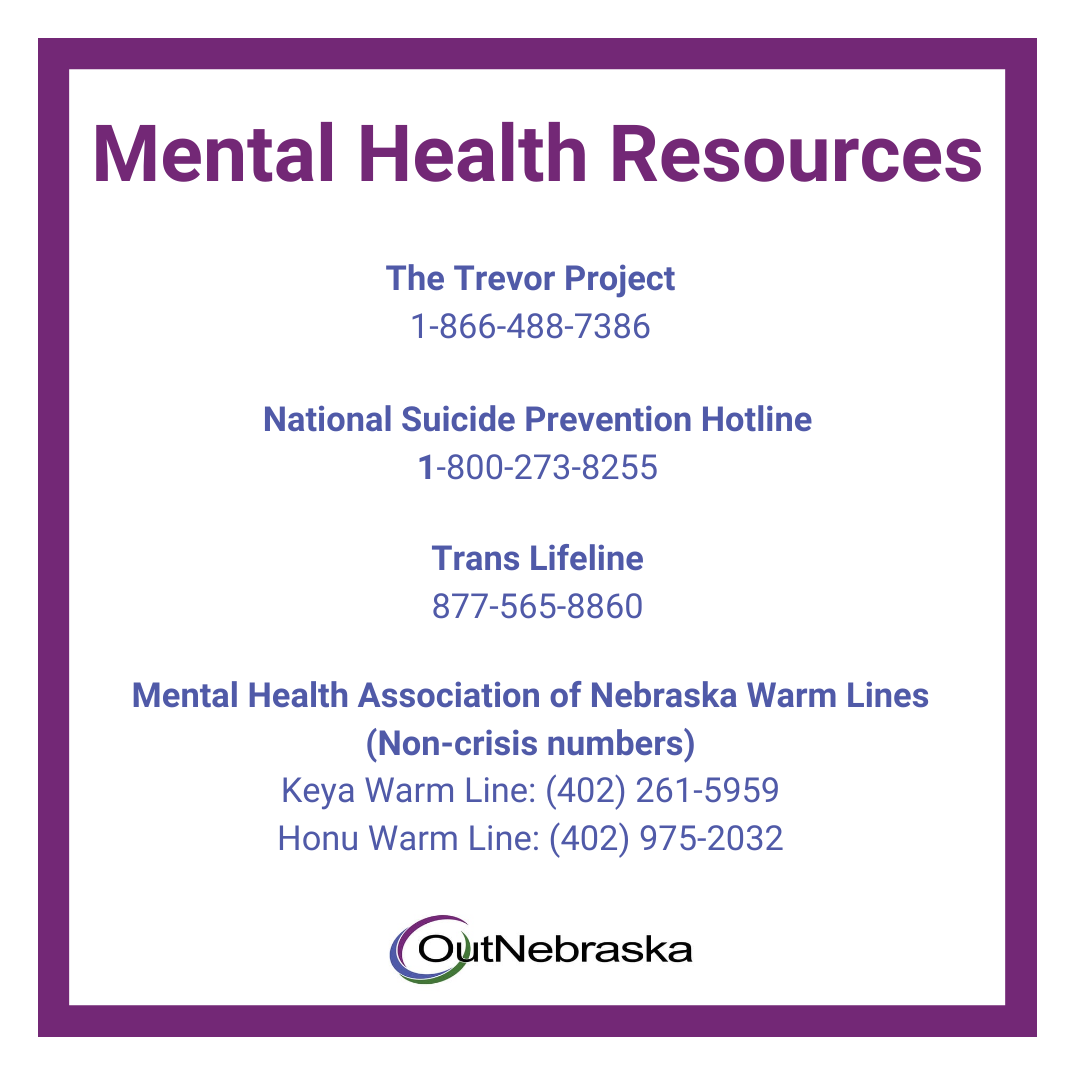 Mental Health Resources
The Trevor Project
1-866-488-7386
National Suicide Prevention Hotline
1-800-273-8255
Trans Lifeline
877-565-8860
Mental Health Association of Nebraska Warm Lines
(Non-crisis numbers)
Keya Warm Line: (402) 261-5959
Honu Warm Line: (402) 975-2032
OutNebraska